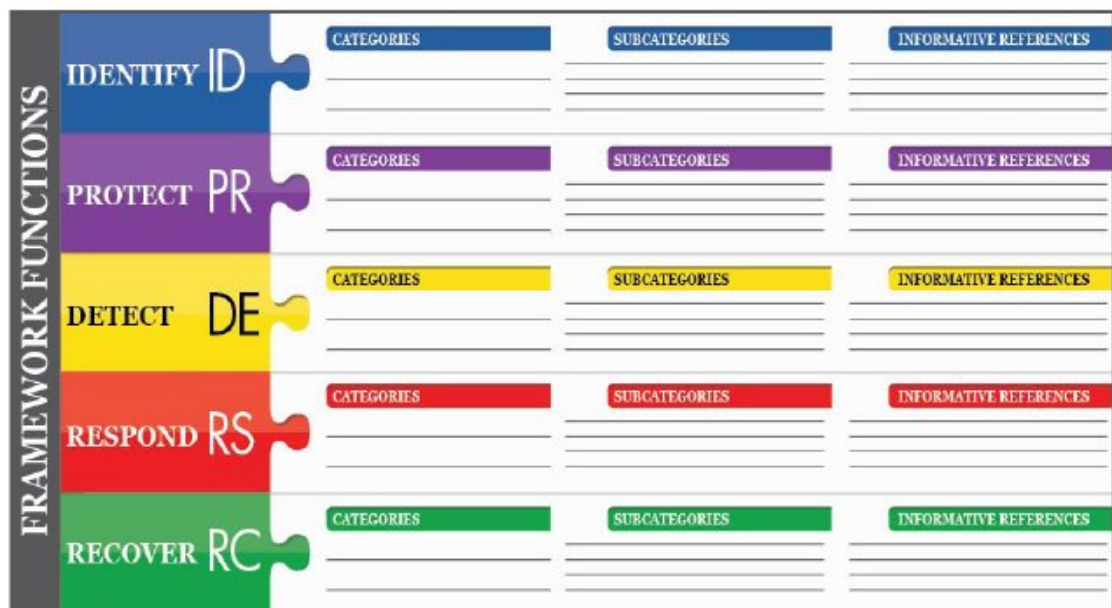 FRAMEWORK FUNCTIONS
IDENTIFY ID
CATEGORIES
SUBCATEGORIES
INFORMATIVE REFERENCES
PROTECT PR
CATEGORIES
SUBCATEGORIES
INFORMATIVE REFERENCES
DETECT DE
CATEGORIES
SUBCATEGORIES
INFORMATIVE REFERENCES
RESPOND RS
CATEGORIES
SUBCATEGORIES
INFORMATIVE REFERENCES
RECOVER RC
CATEGORIES
SUBCATEGORIES
INFORMATIVE REFERENCES